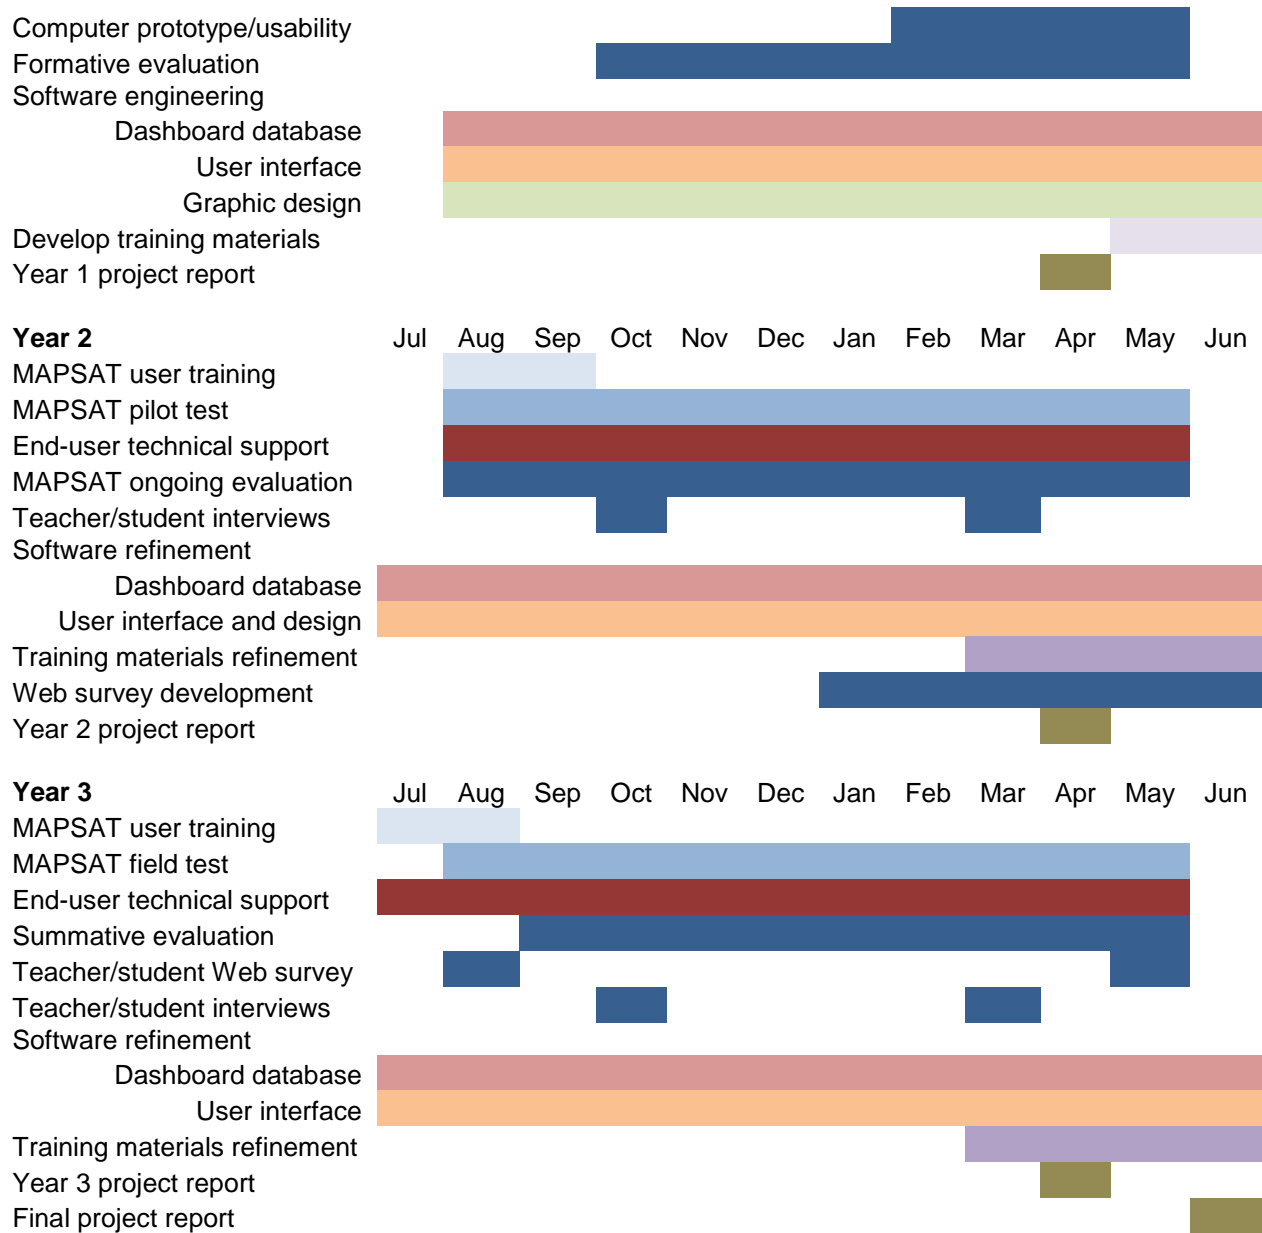 Computer prototype/usability
Formative evaluation
Software engineering
Dashboard database
User interface
Graphic design
Develop training materials
Year 1 project report
Year 2 Jul Aug Sep Oct Nov Dec Jan Feb Mar Apr May Jun
MAPSAT user training
MAPSAT pilot test
End-user technical support
MAPSAT ongoing evaluation
Teacher/student interviews
Software refinement
Dashboard database
User interface and design
Training materials refinement
Web survey development
Year 2 project report
Year 3 Jul Aug Sep Oct Nov Dec Jan Feb Mar Apr May Jun
MAPSAT user training
MAPSAT field test
End-user technical support
Summative evaluation
Teacher/student Web survey
Teacher/student interviews
Software refinement
Dashboard database
User interface
Training materials refinement
Year 3 project report
Final project report